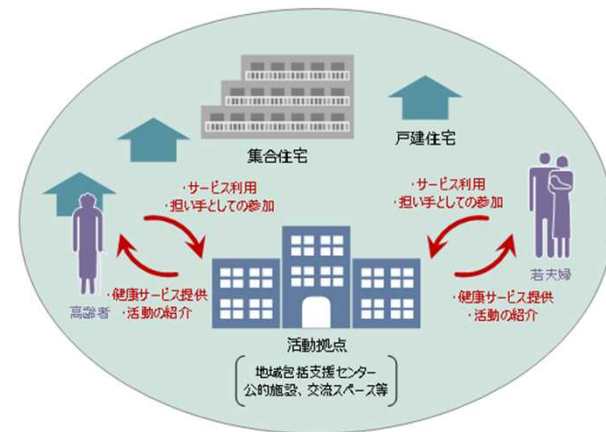 集合住宅
戸建住宅
・サービス利用
・担い手としての参加
・サービス利用
・担い手としての参加
高齢者
・健康サービス提供
・活動の紹介
若夫婦
・健康サービス提供
・活動の紹介
活動拠点
地域包括支援センター
公的施設、交流スペース等